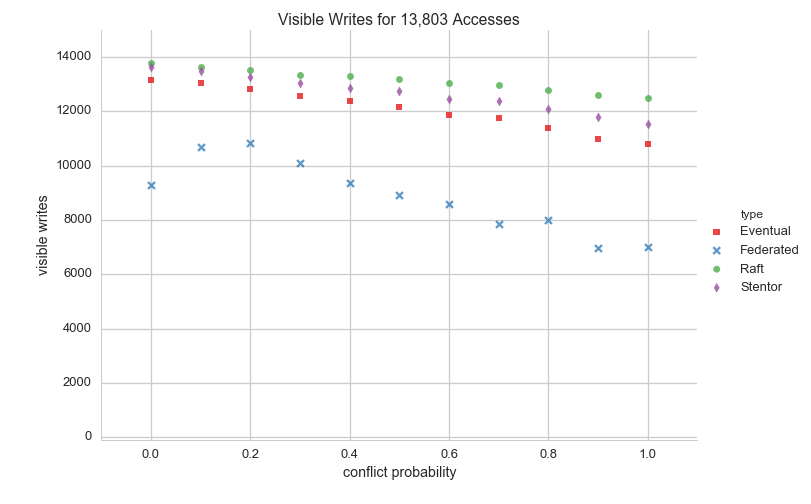 Visible Writes for 13,803 Accesses
14000
12000
10000
8000
6000
4000
2000
0
visible writes
0.0 0.2 0.4 0.6 0.8 1.0
conflict probability
type
Eventual
Federated
Raft
Stentor